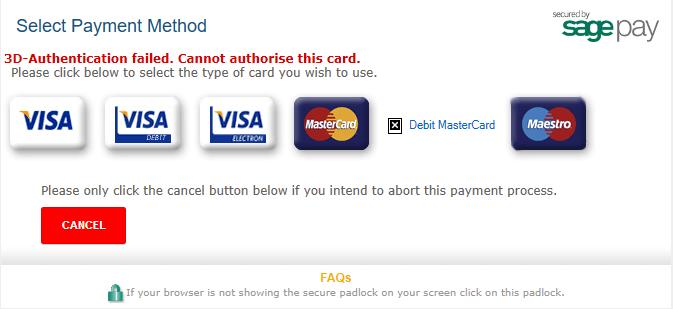 Select Payment Method
secured by
sage pay
3D-Authentication failed. Cannot authorise this card.
Please click below to select the type of card you wish to use.
VISA
VISA
DEBIT
VISA
ELECTRON
MasterCard
Debit MasterCard
Maestro
Please only click the cancel button below if you intend to abort this payment process.
CANCEL
FAQs
If your browser is not showing the secure padlock on your screen click on this padlock.